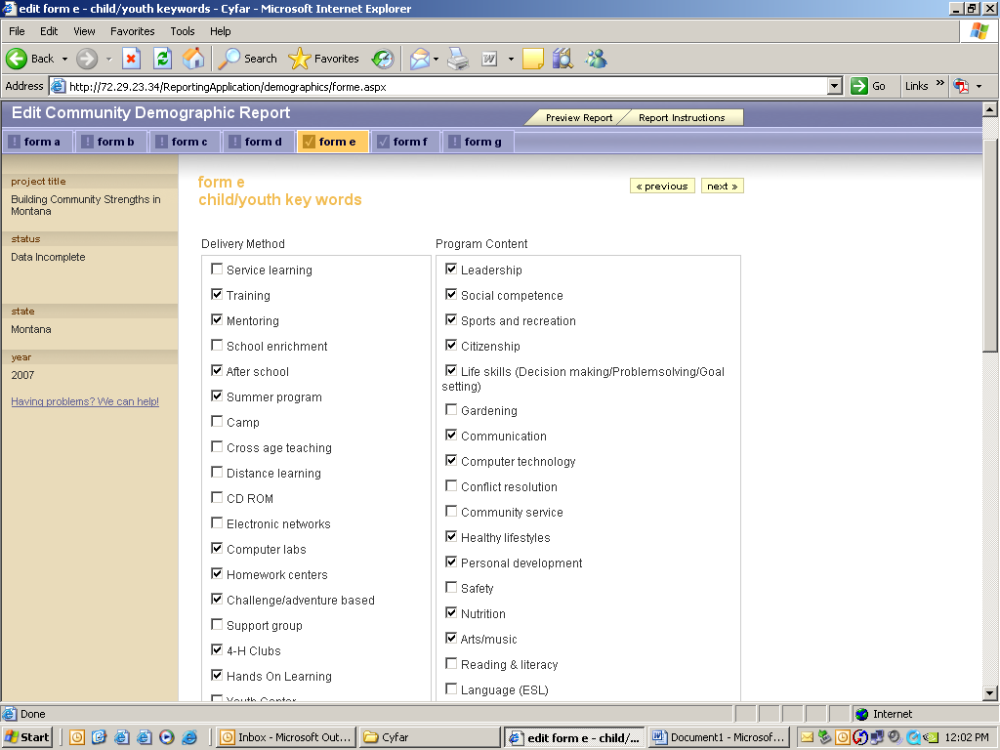 edit form e - child/youth keywords - Cyfar - Microsoft Internet Explorer
File Edit View Favorites Tools Help
Back Search Favorites
Address http://72.29.23.34/ReportingApplication/demographics/forme.aspx Go Links »
Edit Community Demographic Report
Preview Report Report Instructions
form a form b form c form d form e form f form g
project title
Building Community Strengths in
Montana
status
Data Incomplete
state
Montana
year
2007
Having problems? We can help!
form e
child/youth key words
« previous next »
Delivery Method
Service learning
Training
Mentoring
School enrichment
After school
Summer program
Camp
Cross age teaching
Distance learning
CD ROM
Electronic networks
Computer labs
Homework centers
Challenge/adventure based
Support group
4-H Clubs
Hands On Learning
Youth Center
Program Content
Leadership
Social competence
Sports and recreation
Citizenship
Life skills (Decision making/Problemsolving/Goal
setting)
Gardening
Communication
Computer technology
Conflict resolution
Community service
Healthy lifestyles
Personal development
Safety
Nutrition
Arts/music
Reading & literacy
Language (ESL)
Done Internet
Start Inbox - Microsoft Out... Cyfar edit form e - child/... Document1 - Microsof... 12:02 PM